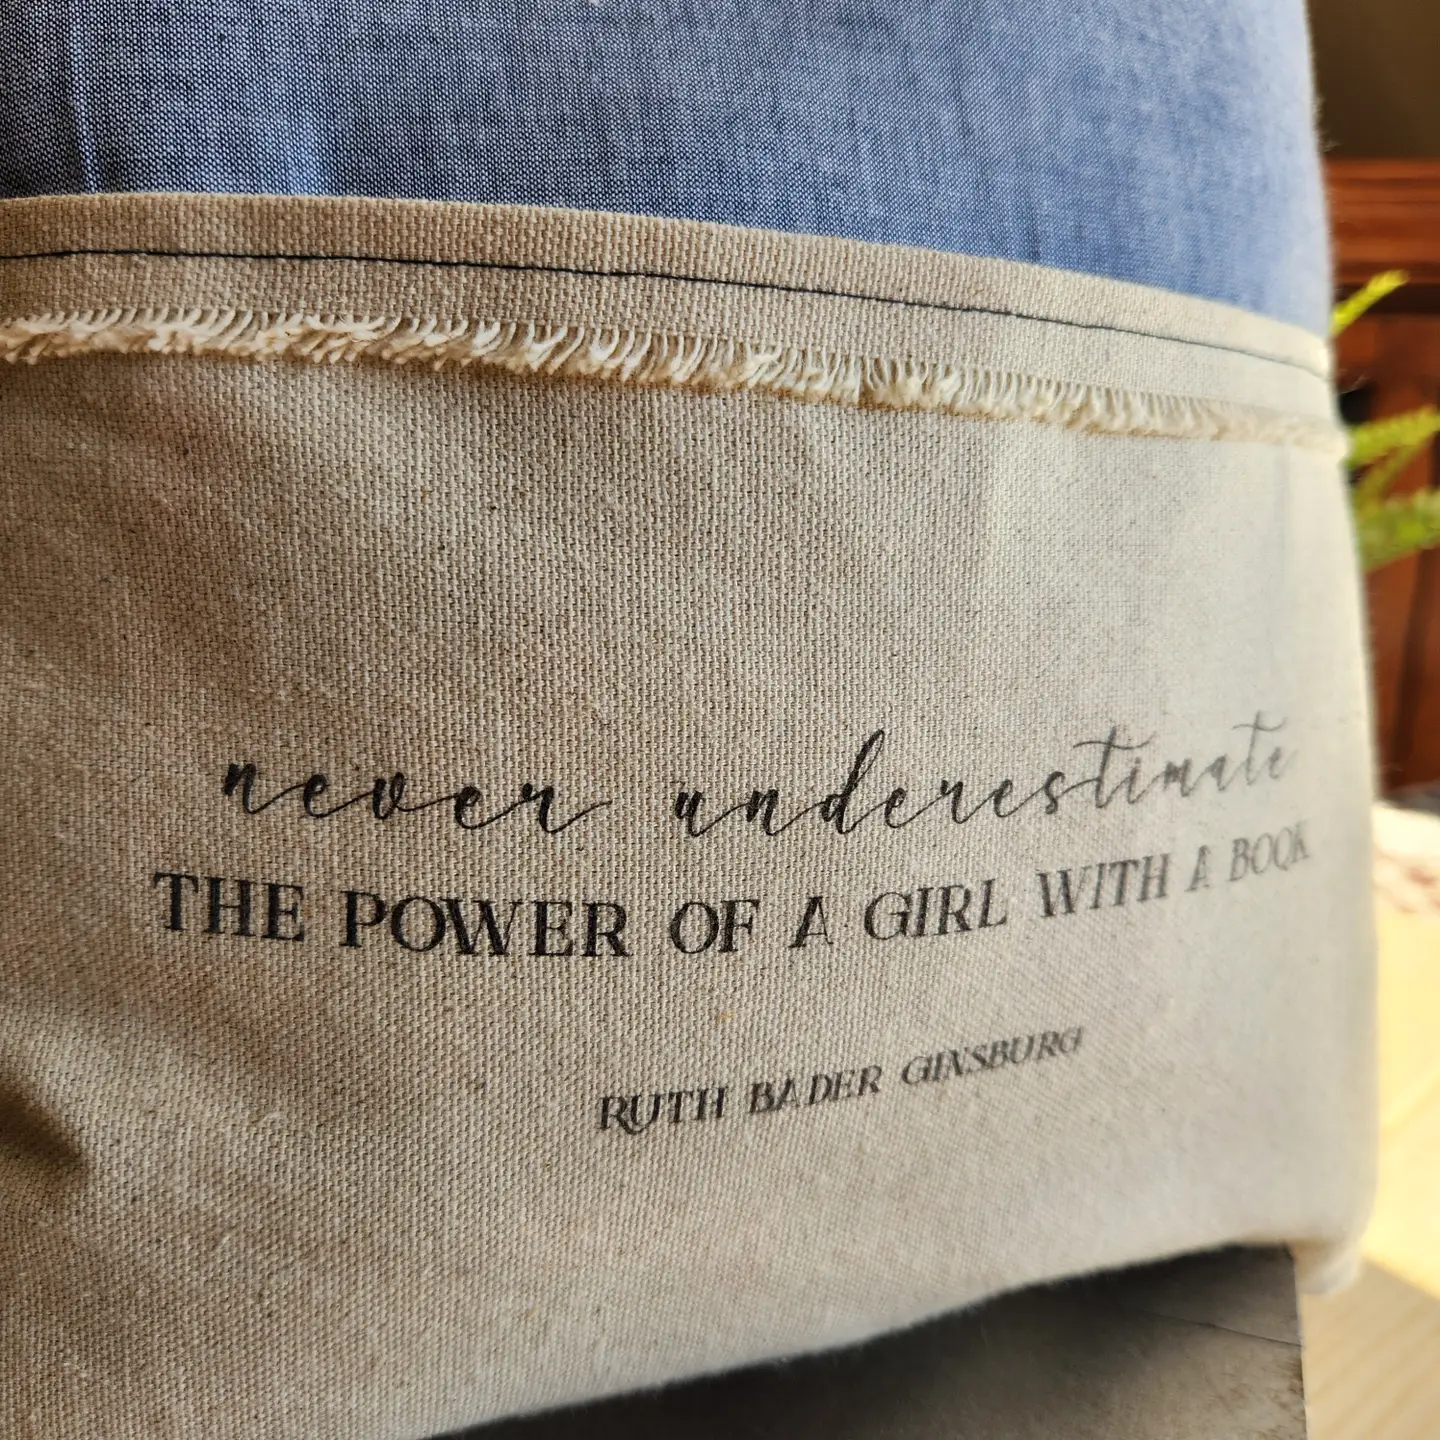 never underestimate
THE POWER OF A GIRL WITH A BOOK
RUTH BADER GINSBURG